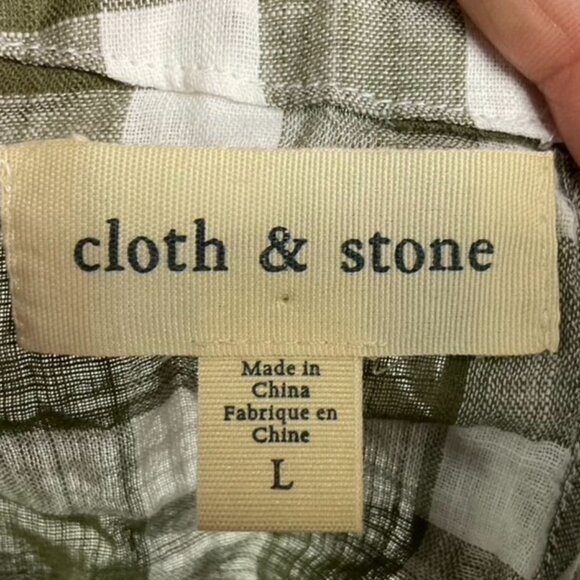 cloth & stone
Made in
China
Fabrique en
Chine
L